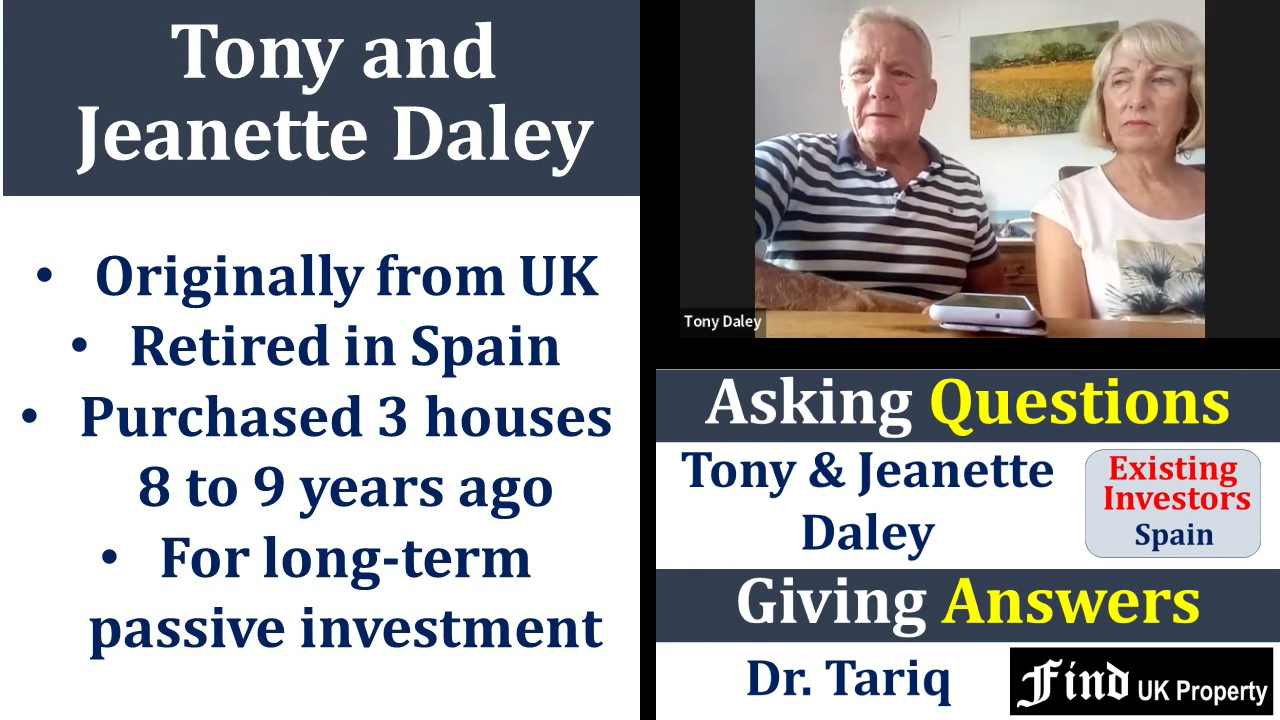 Tony and
Jeanette Daley
• Originally from UK
• Retired in Spain
• Purchased 3 houses
8 to 9 years ago
• For long-term
passive investment
Tony Daley
Asking Questions
Tony & Jeanette
Daley
Existing
Investors
Spain
Giving Answers
Dr. Tariq
Find UK Property